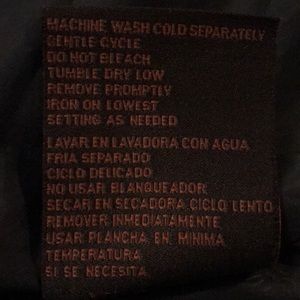 MACHINE WASH COLD SEPARATELY
GENTLE CYCLE
DO NOT BLEACH
TUMBLE DRY LOW
REMOVE PROMPTLY
IRON ON LOWEST
SETTING AS NEEDED
LAVAR EN LAVADORA CON AGUA
FRIA SEPARADO
CICLO DELICADO
NO USAR BLANQUEADOR
SECAR EN SECADORA CICLO LENTO
REMOVER INMEDIATAMENTE
USAR PLANCHA EN MINIMA
TEMPERATURA
SI SE NECESITA